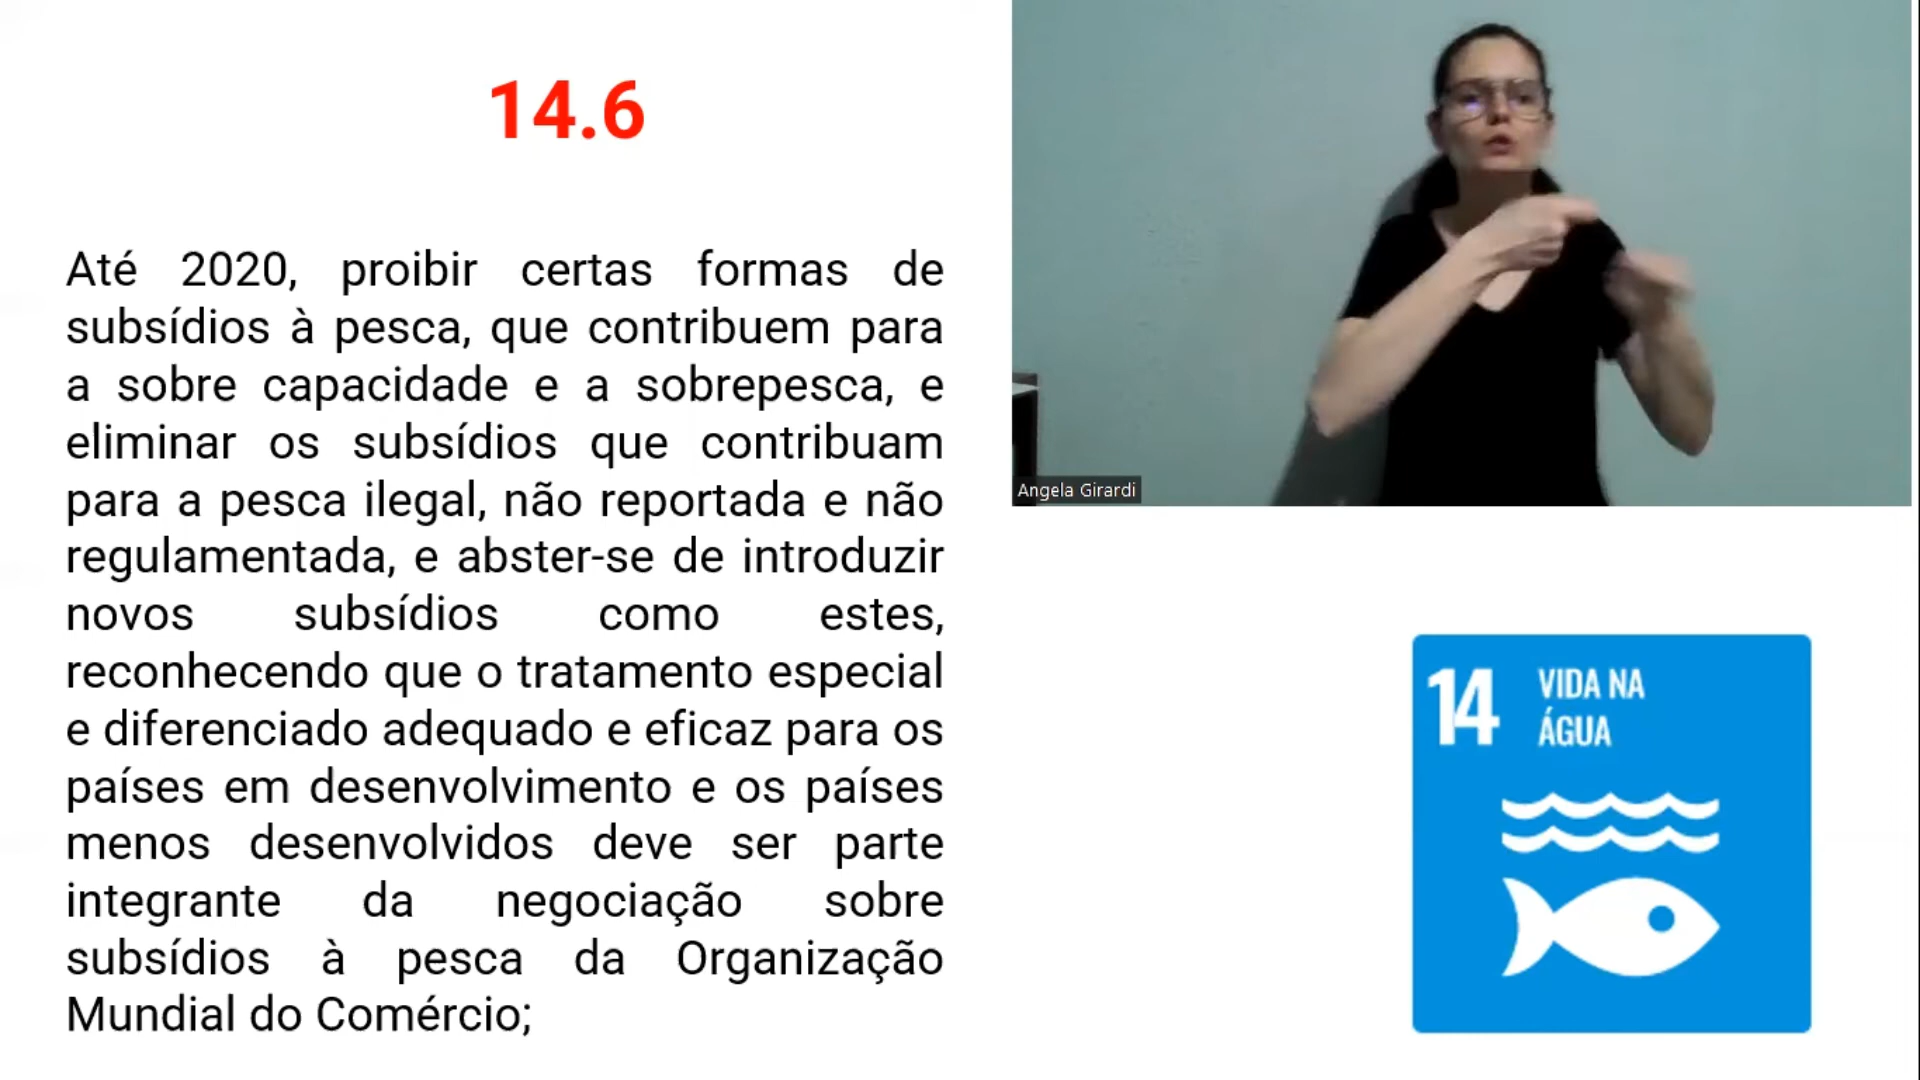 14.6
Até 2020, proibir certas formas de
subsídios à pesca, que contribuem para
a sobre capacidade e a sobrepesca, e
eliminar os subsídios que contribuam
para a pesca ilegal, não reportada e não
regulamentada, e abster-se de introduzir
novos subsídios como estes,
reconhecendo que o tratamento especial
e diferenciado adequado e eficaz para os
países em desenvolvimento e os países
menos desenvolvidos deve ser parte
integrante da negociação sobre
subsídios à pesca da Organização
Mundial do Comércio;
Angela Girardi
14 VIDA NA
ÁGUA